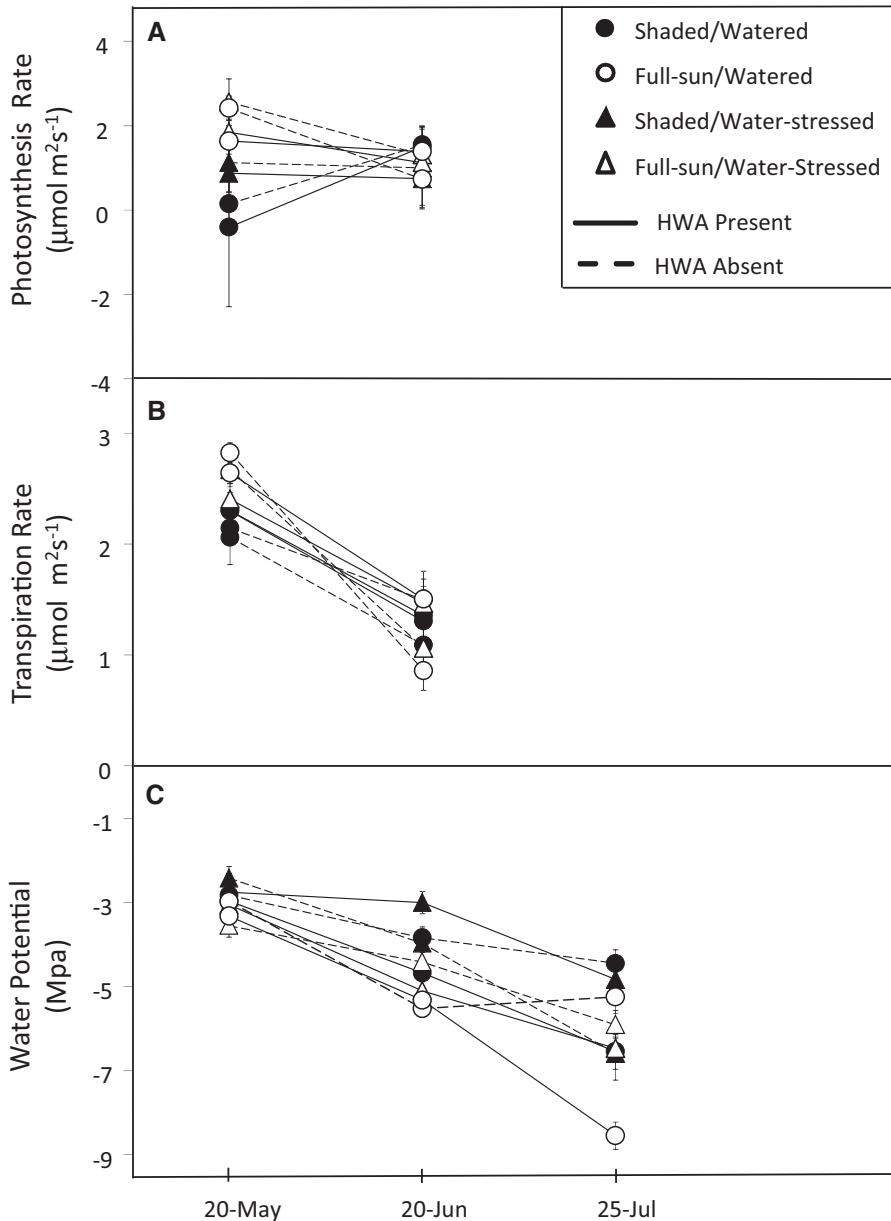 A
Photosynthesis Rate
(μmol m²s⁻¹)
4
2
0
-2
-4
Shaded/Watered
Full-sun/Watered
Shaded/Water-stressed
Full-sun/Water-Stressed
HWA Present
HWA Absent
B
Transpiration Rate
(μmol m²s⁻¹)
3
2
1
0
C
Water Potential
(Mpa)
-1
-3
-5
-7
-9
20-May
20-Jun
25-Jul